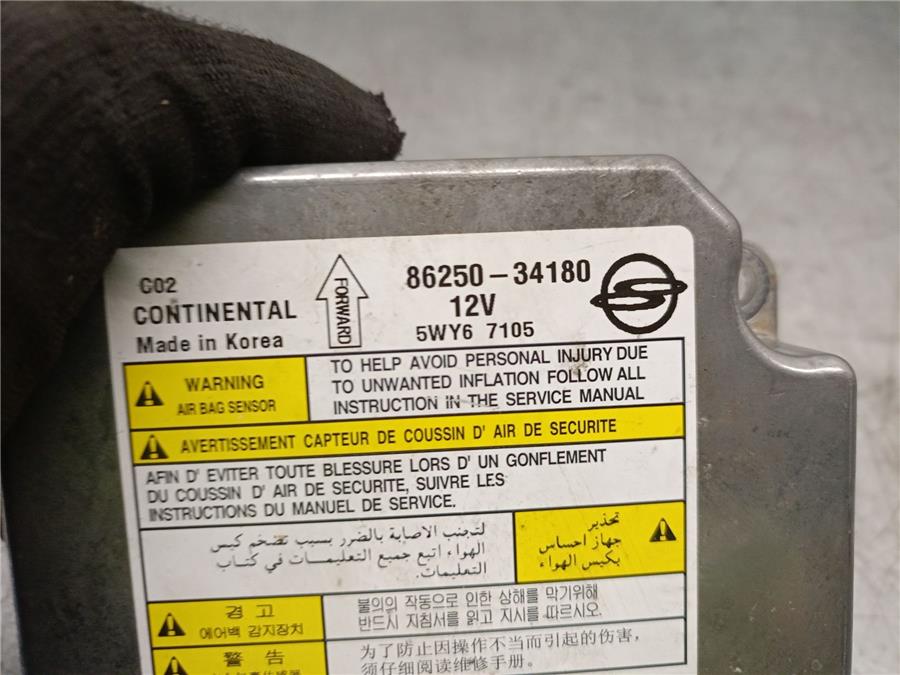 C02
CONTINENTAL
Made in Korea
FORWARD
86250-34180
12V
5WY6 7105
WARNING
AIR BAG SENSOR
TO HELP AVOID PERSONAL INJURY DUE
TO UNWANTED INFLATION FOLLOW ALL
INSTRUCTION IN THE SERVICE MANUAL
AVERTISSEMENT CAPTEUR DE COUSSIN D' AIR DE SECURITE
AFIN D' EVITER TOUTE BLESSURE LORS D' UN GONFLEMENT
DU COUSSIN D' AIR DE SECURITE, SUIVRE LES
INSTRUCTIONS DU MANUEL DE SERVICE.
تحذير
جهاز احساس
بكيس الهواء
لتجنب الاصابة بالضرر بسبب تضخم كيس
الهواء اتبع جميع التعليمات في كتاب
التعليمات.
경 고
에어백 감지장치
불의의 작동으로 인한 상해를 막기위해
반드시 지침서를 읽고 지시를 따르시오.
警 告
为了防止因操作不当而引起的伤害,
须仔细阅读维修手册.